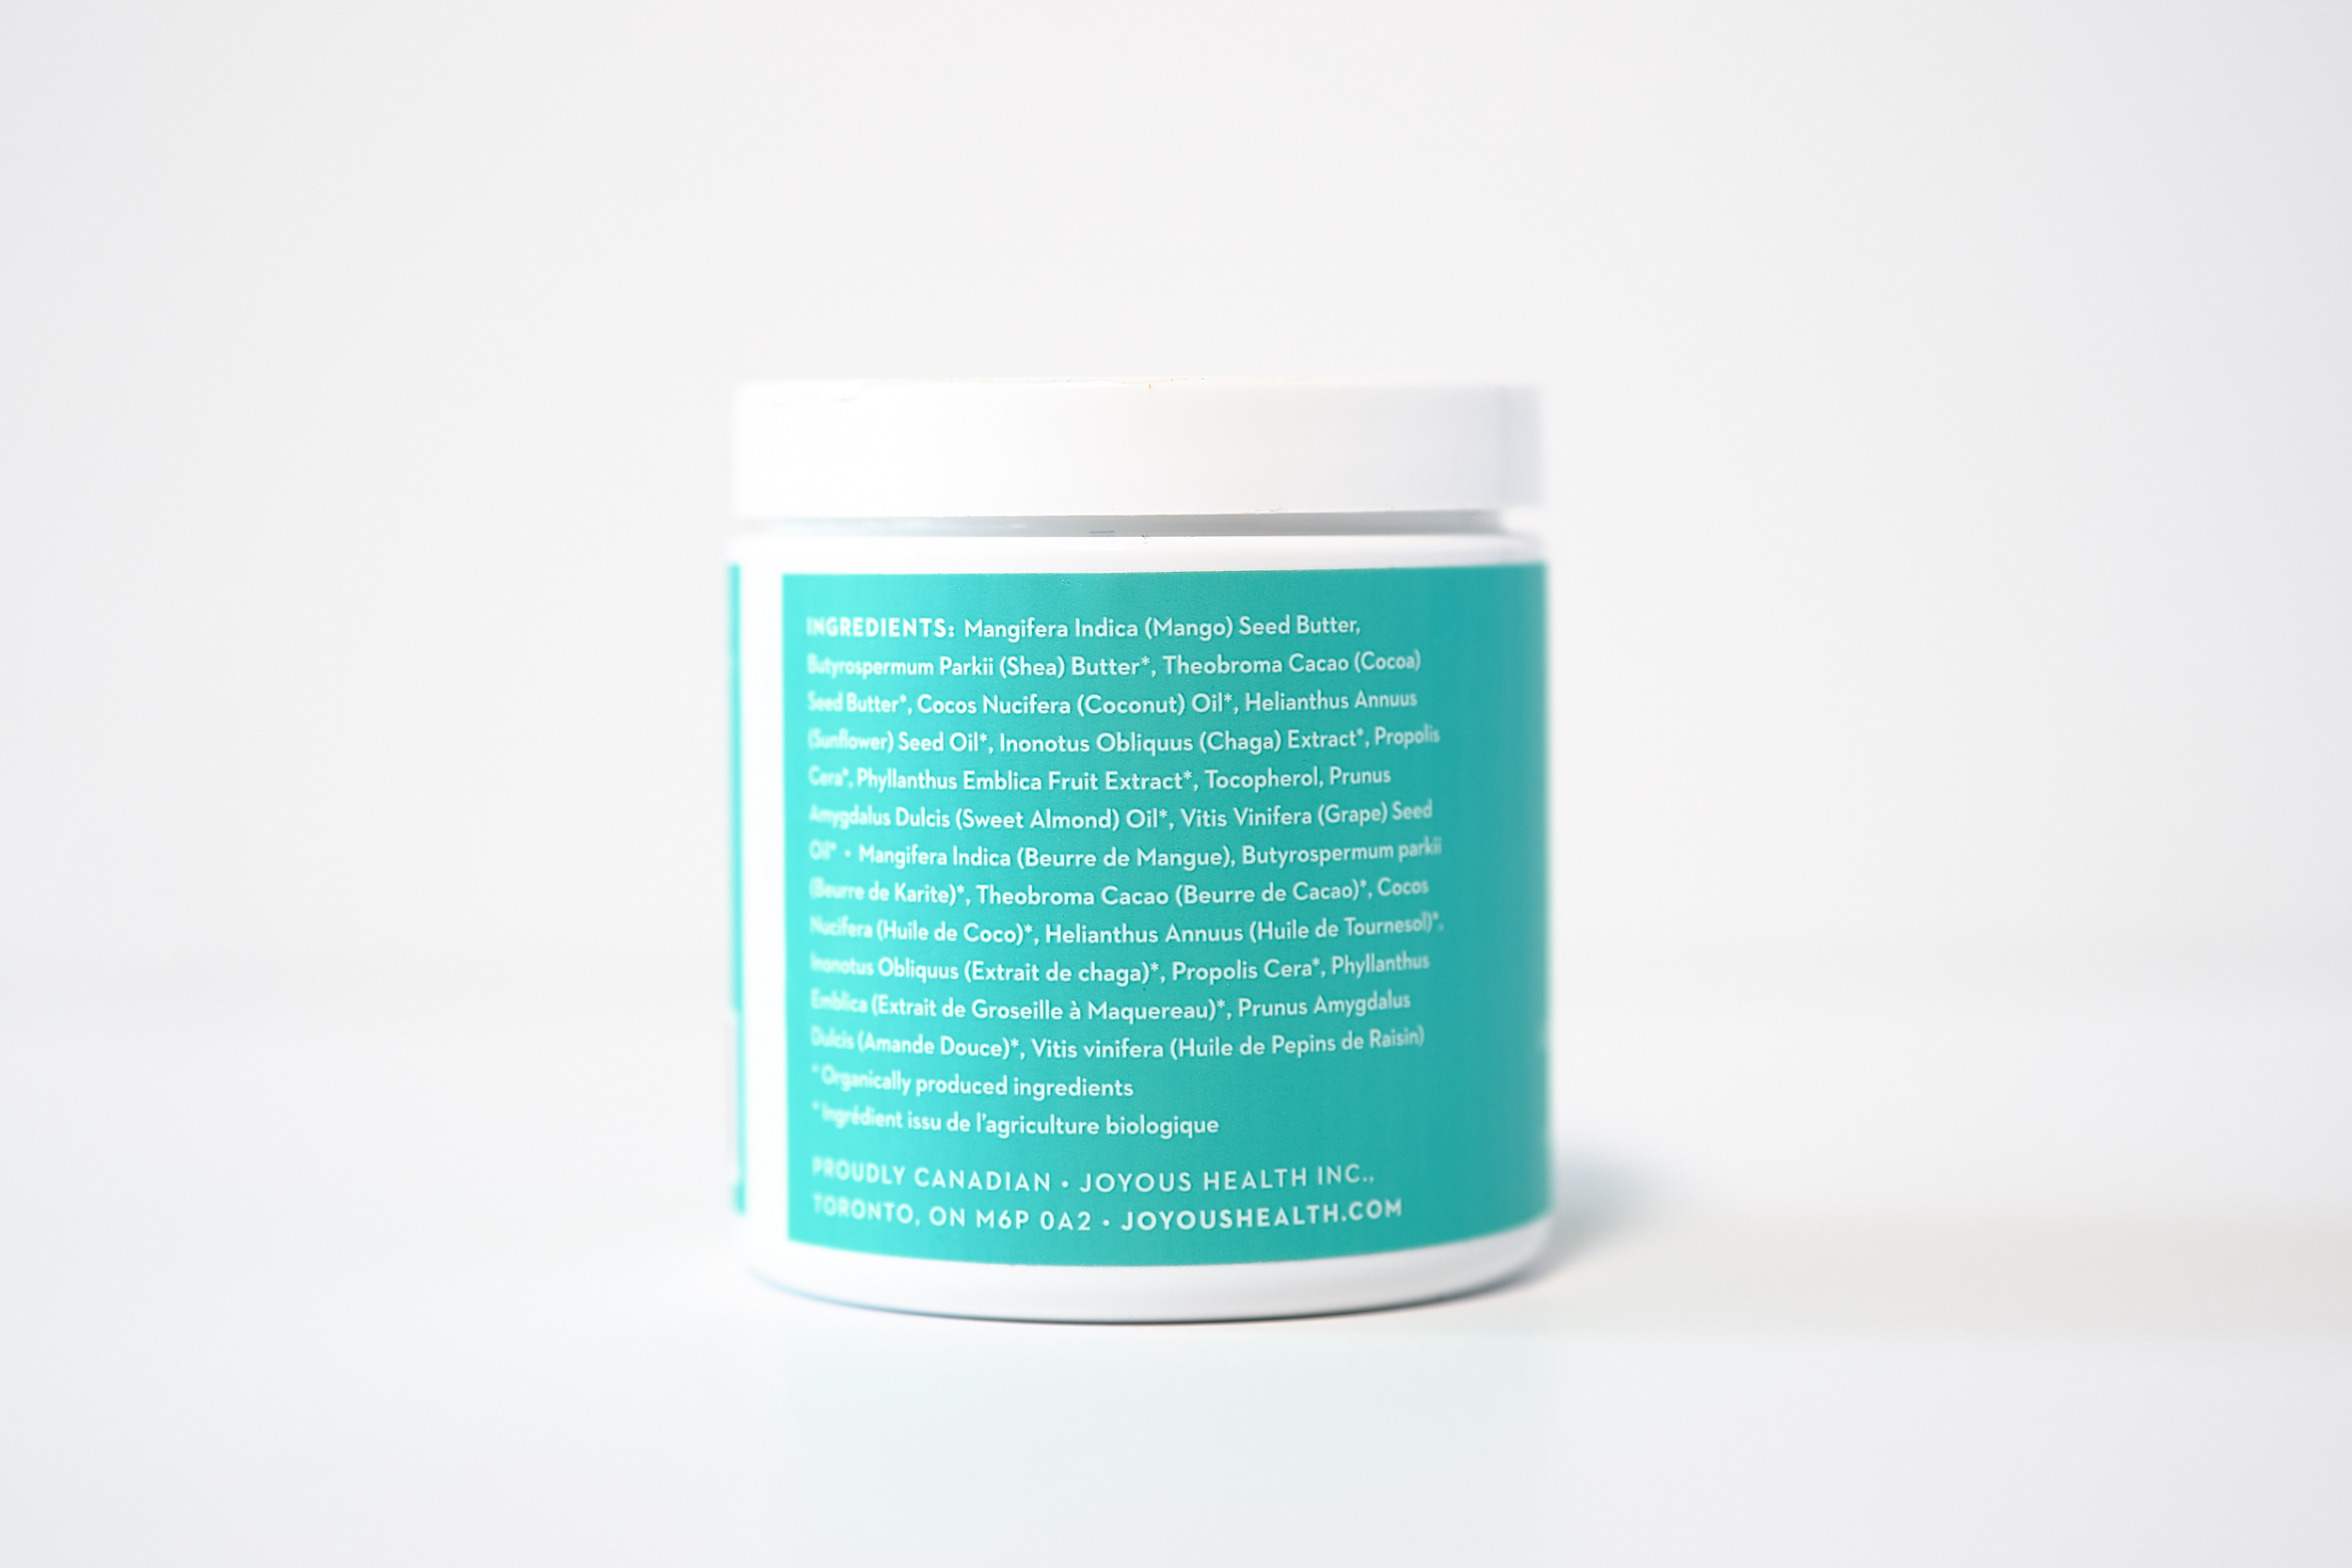 INGREDIENTS: Mangifera Indica (Mango) Seed Butter,
Butyrospermum Parkii (Shea) Butter*, Theobroma Cacao (Cocoa)
Seed Butter*, Cocos Nucifera (Coconut) Oil*, Helianthus Annuus
(Sunflower) Seed Oil*, Inonotus Obliquus (Chaga) Extract*, Propolis
Cera*, Phyllanthus Emblica Fruit Extract*, Tocopherol, Prunus
Amygdalus Dulcis (Sweet Almond) Oil*, Vitis Vinifera (Grape) Seed
Oil* • Mangifera Indica (Beurre de Mangue), Butyrospermum parkii
(Beurre de Karite)*, Theobroma Cacao (Beurre de Cacao)*, Cocos
Nucifera (Huile de Coco)*, Helianthus Annuus (Huile de Tournesol)*,
Inonotus Obliquus (Extrait de chaga)*, Propolis Cera*, Phyllanthus
Emblica (Extrait de Groseille à Maquereau)*, Prunus Amygdalus
Dulcis (Amande Douce)*, Vitis vinifera (Huile de Pepins de Raisin)
* Organically produced ingredients
* Ingrédient issu de l'agriculture biologique
PROUDLY CANADIAN • JOYOUS HEALTH INC.,
TORONTO, ON M6P 0A2 • JOYOUSHEALTH.COM